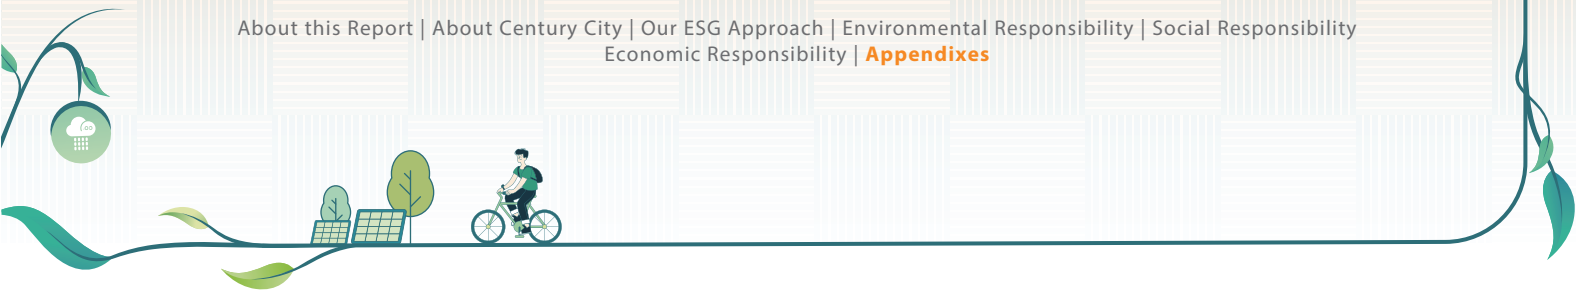 About this Report | About Century City | Our ESG Approach | Environmental Responsibility | Social Responsibility
Economic Responsibility | Appendixes